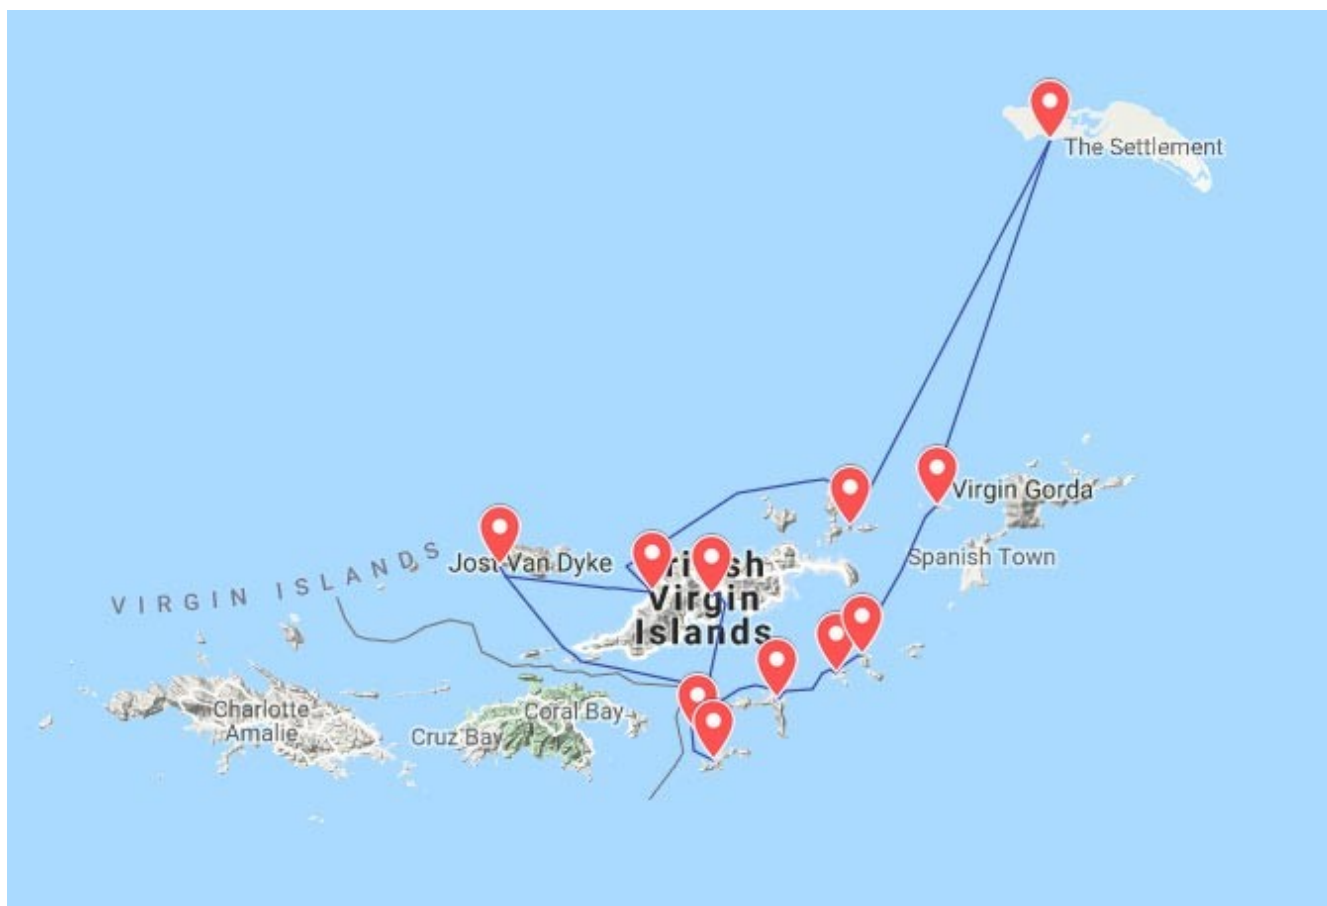 The Settlement
Virgin Gorda
Spanish Town
Jost Van Dyke
VIRGIN ISLANDS
Virgin
Islands
Charlotte
Amalie
Coral Bay
Cruz Bay